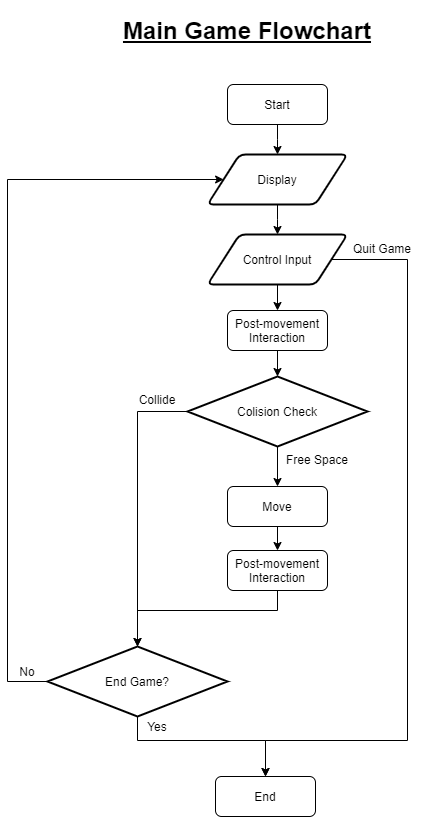 Main Game Flowchart
Start
Display
Control Input
Quit Game
Post-movement
Interaction
Collide
Colision Check
Free Space
Move
Post-movement
Interaction
No
End Game?
Yes
End